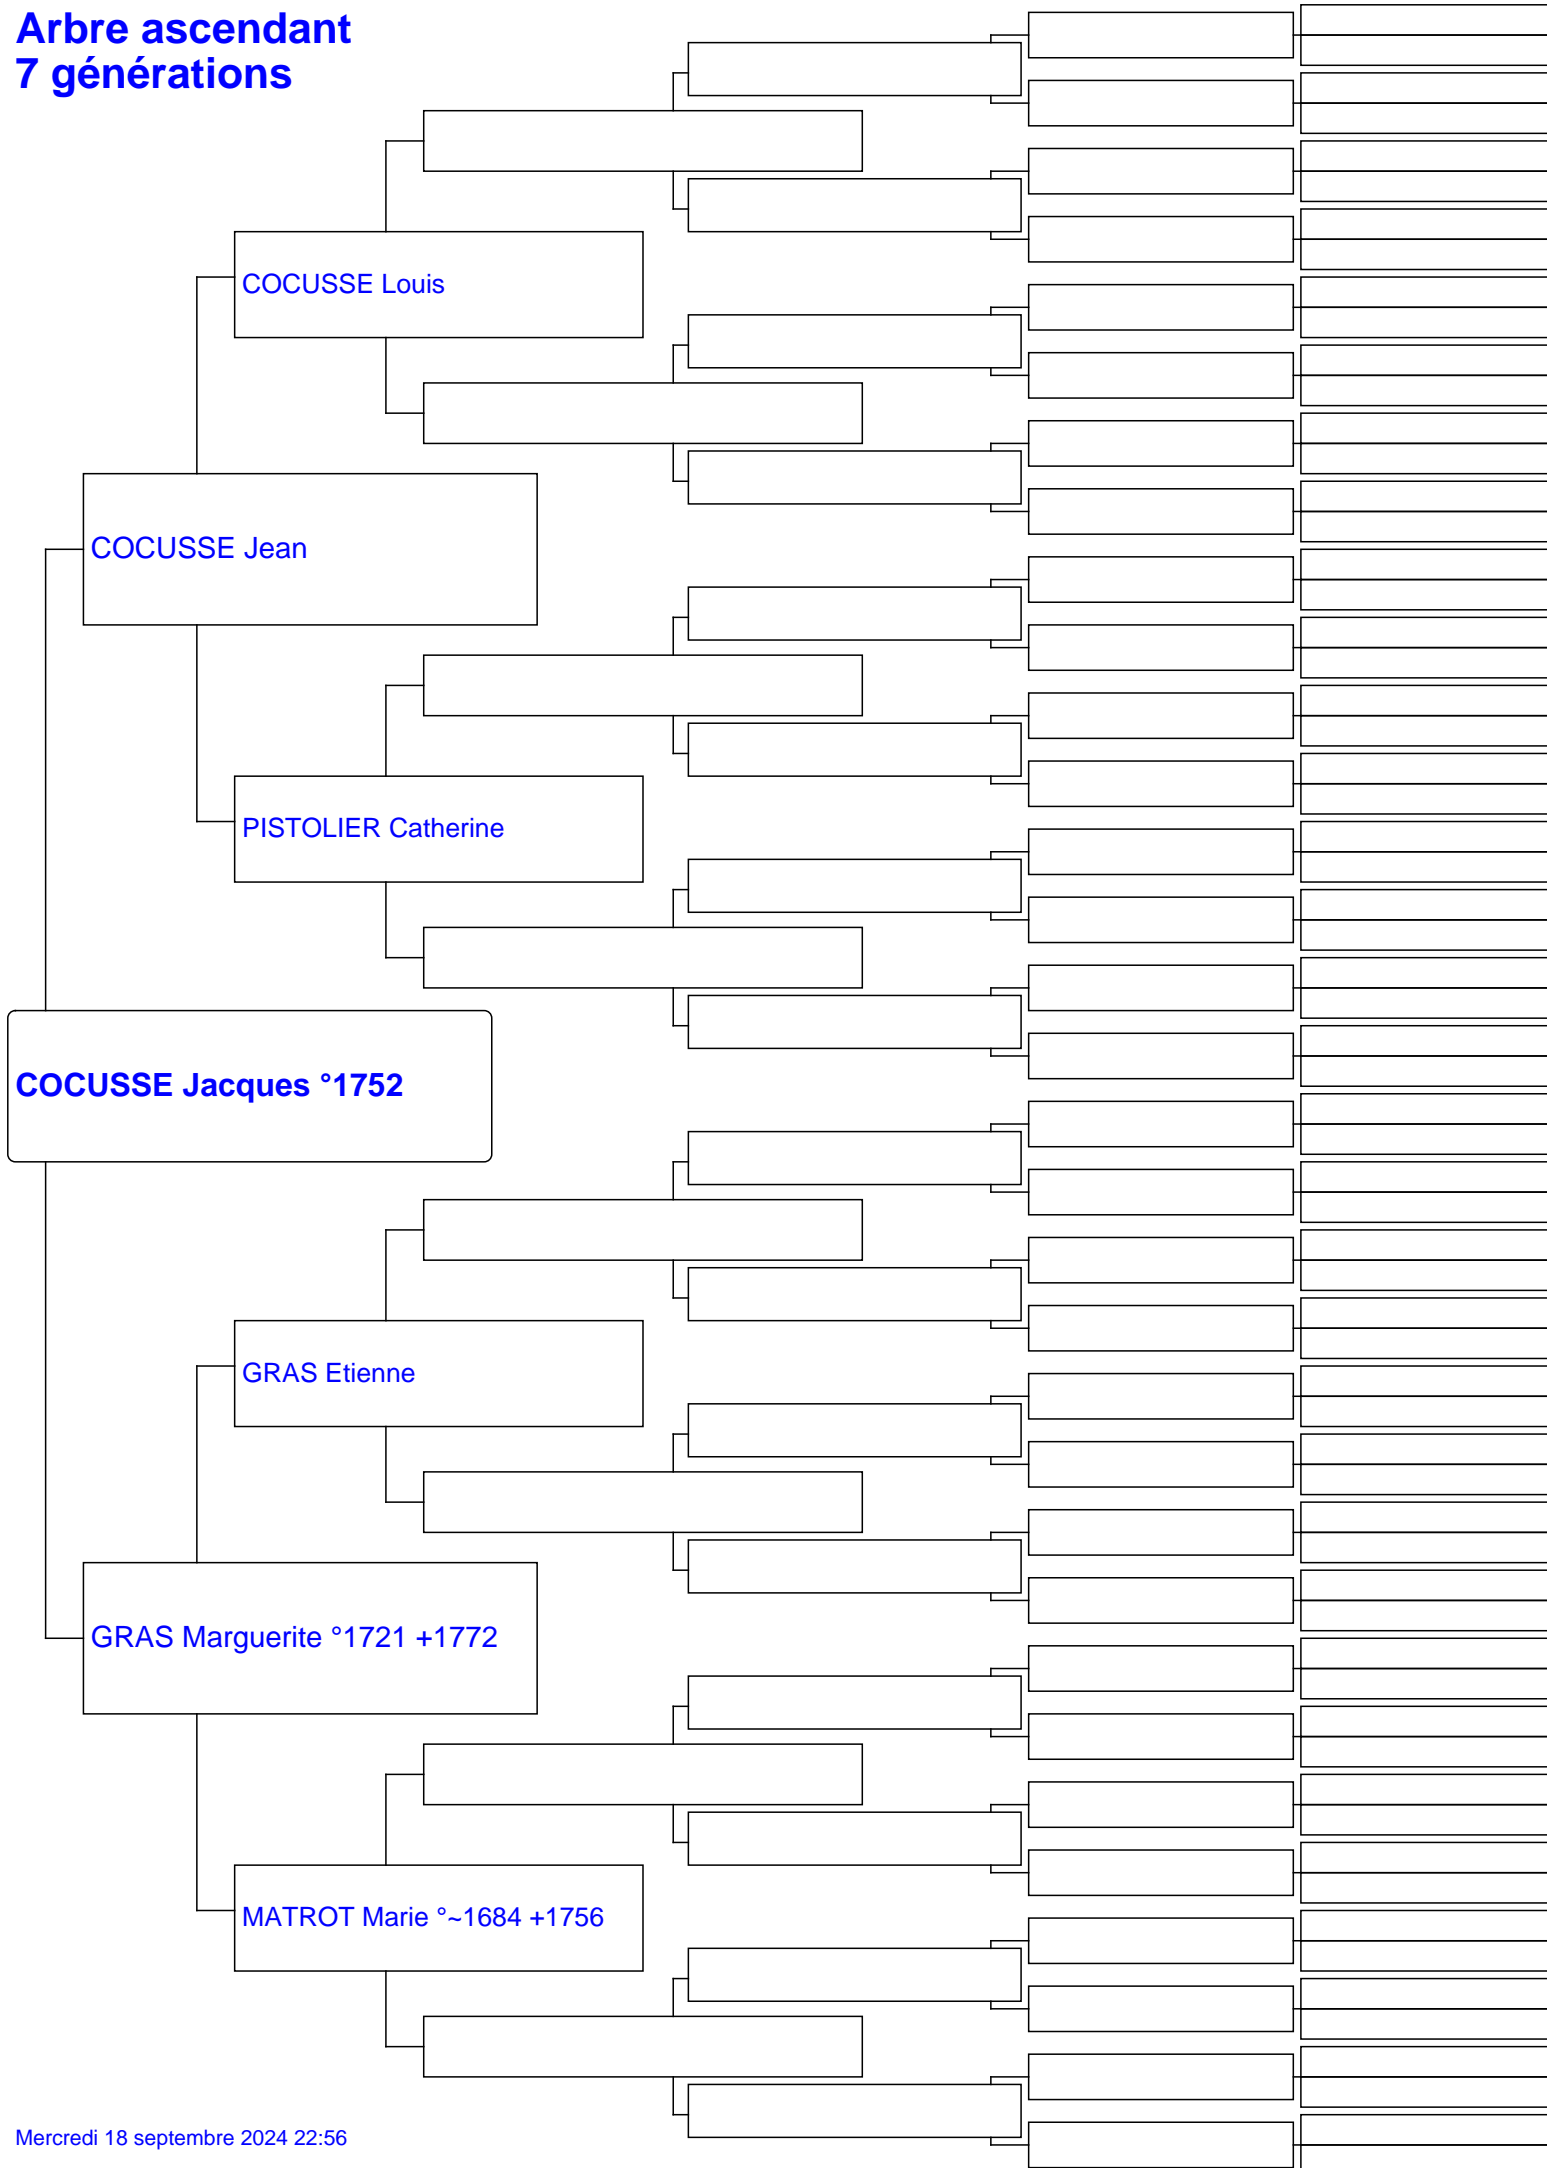 Arbre ascendant
7 générations
COCUSSE Louis
COCUSSE Jean
PISTOLIER Catherine
COCUSSE Jacques °1752
GRAS Etienne
GRAS Marguerite °1721 +1772
MATROT Marie °~1684 +1756
Mercredi 18 septembre 2024 22:56